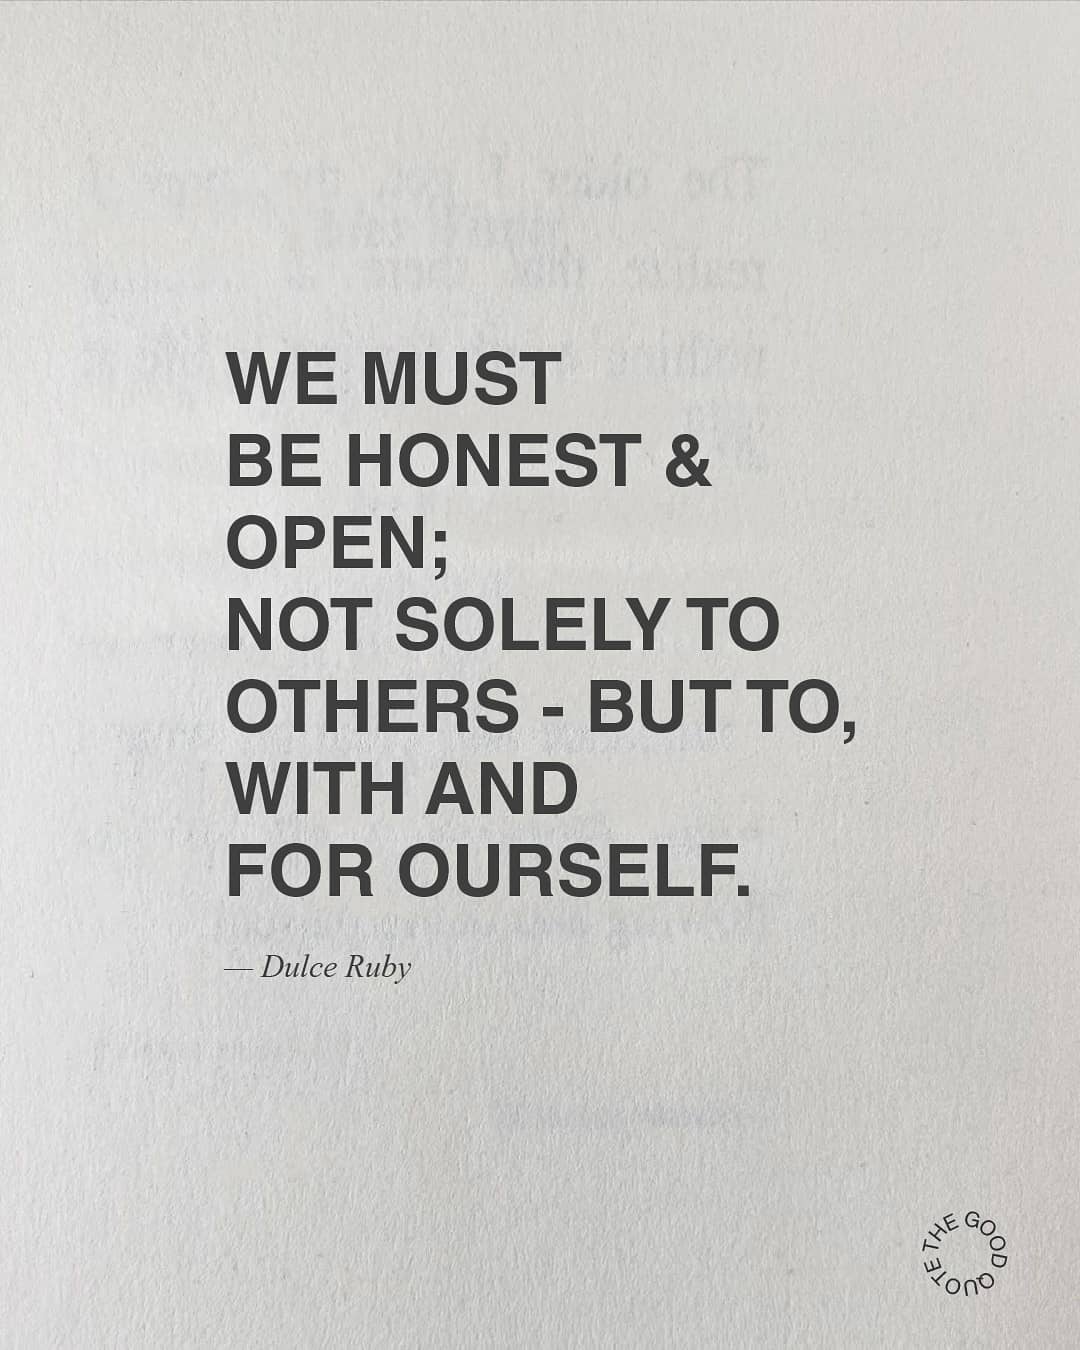 WE MUST
BE HONEST &
OPEN;
NOT SOLELY TO
OTHERS - BUT TO,
WITH AND
FOR OURSELF.
— Dulce Ruby
THE GOOD QUOTE